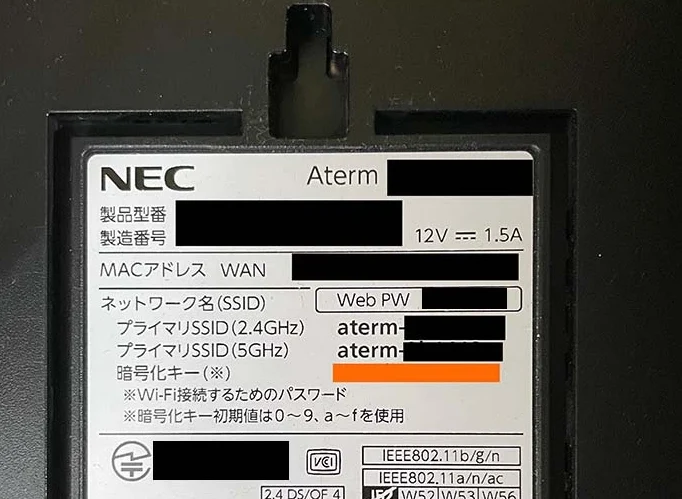 NEC Aterm
製品型番
製造番号 12V ⎓ 1.5A
MACアドレス WAN
ネットワーク名(SSID) Web PW
プライマリSSID(2.4GHz) aterm-
プライマリSSID(5GHz) aterm-
暗号化キー(※)
※Wi-Fi接続するためのパスワード
※暗号化キー初期値は0～9、a～fを使用
VCCI IEEE802.11b/g/n
IEEE802.11a/n/ac
2.4 DS/OF 4 W52 W53 W56